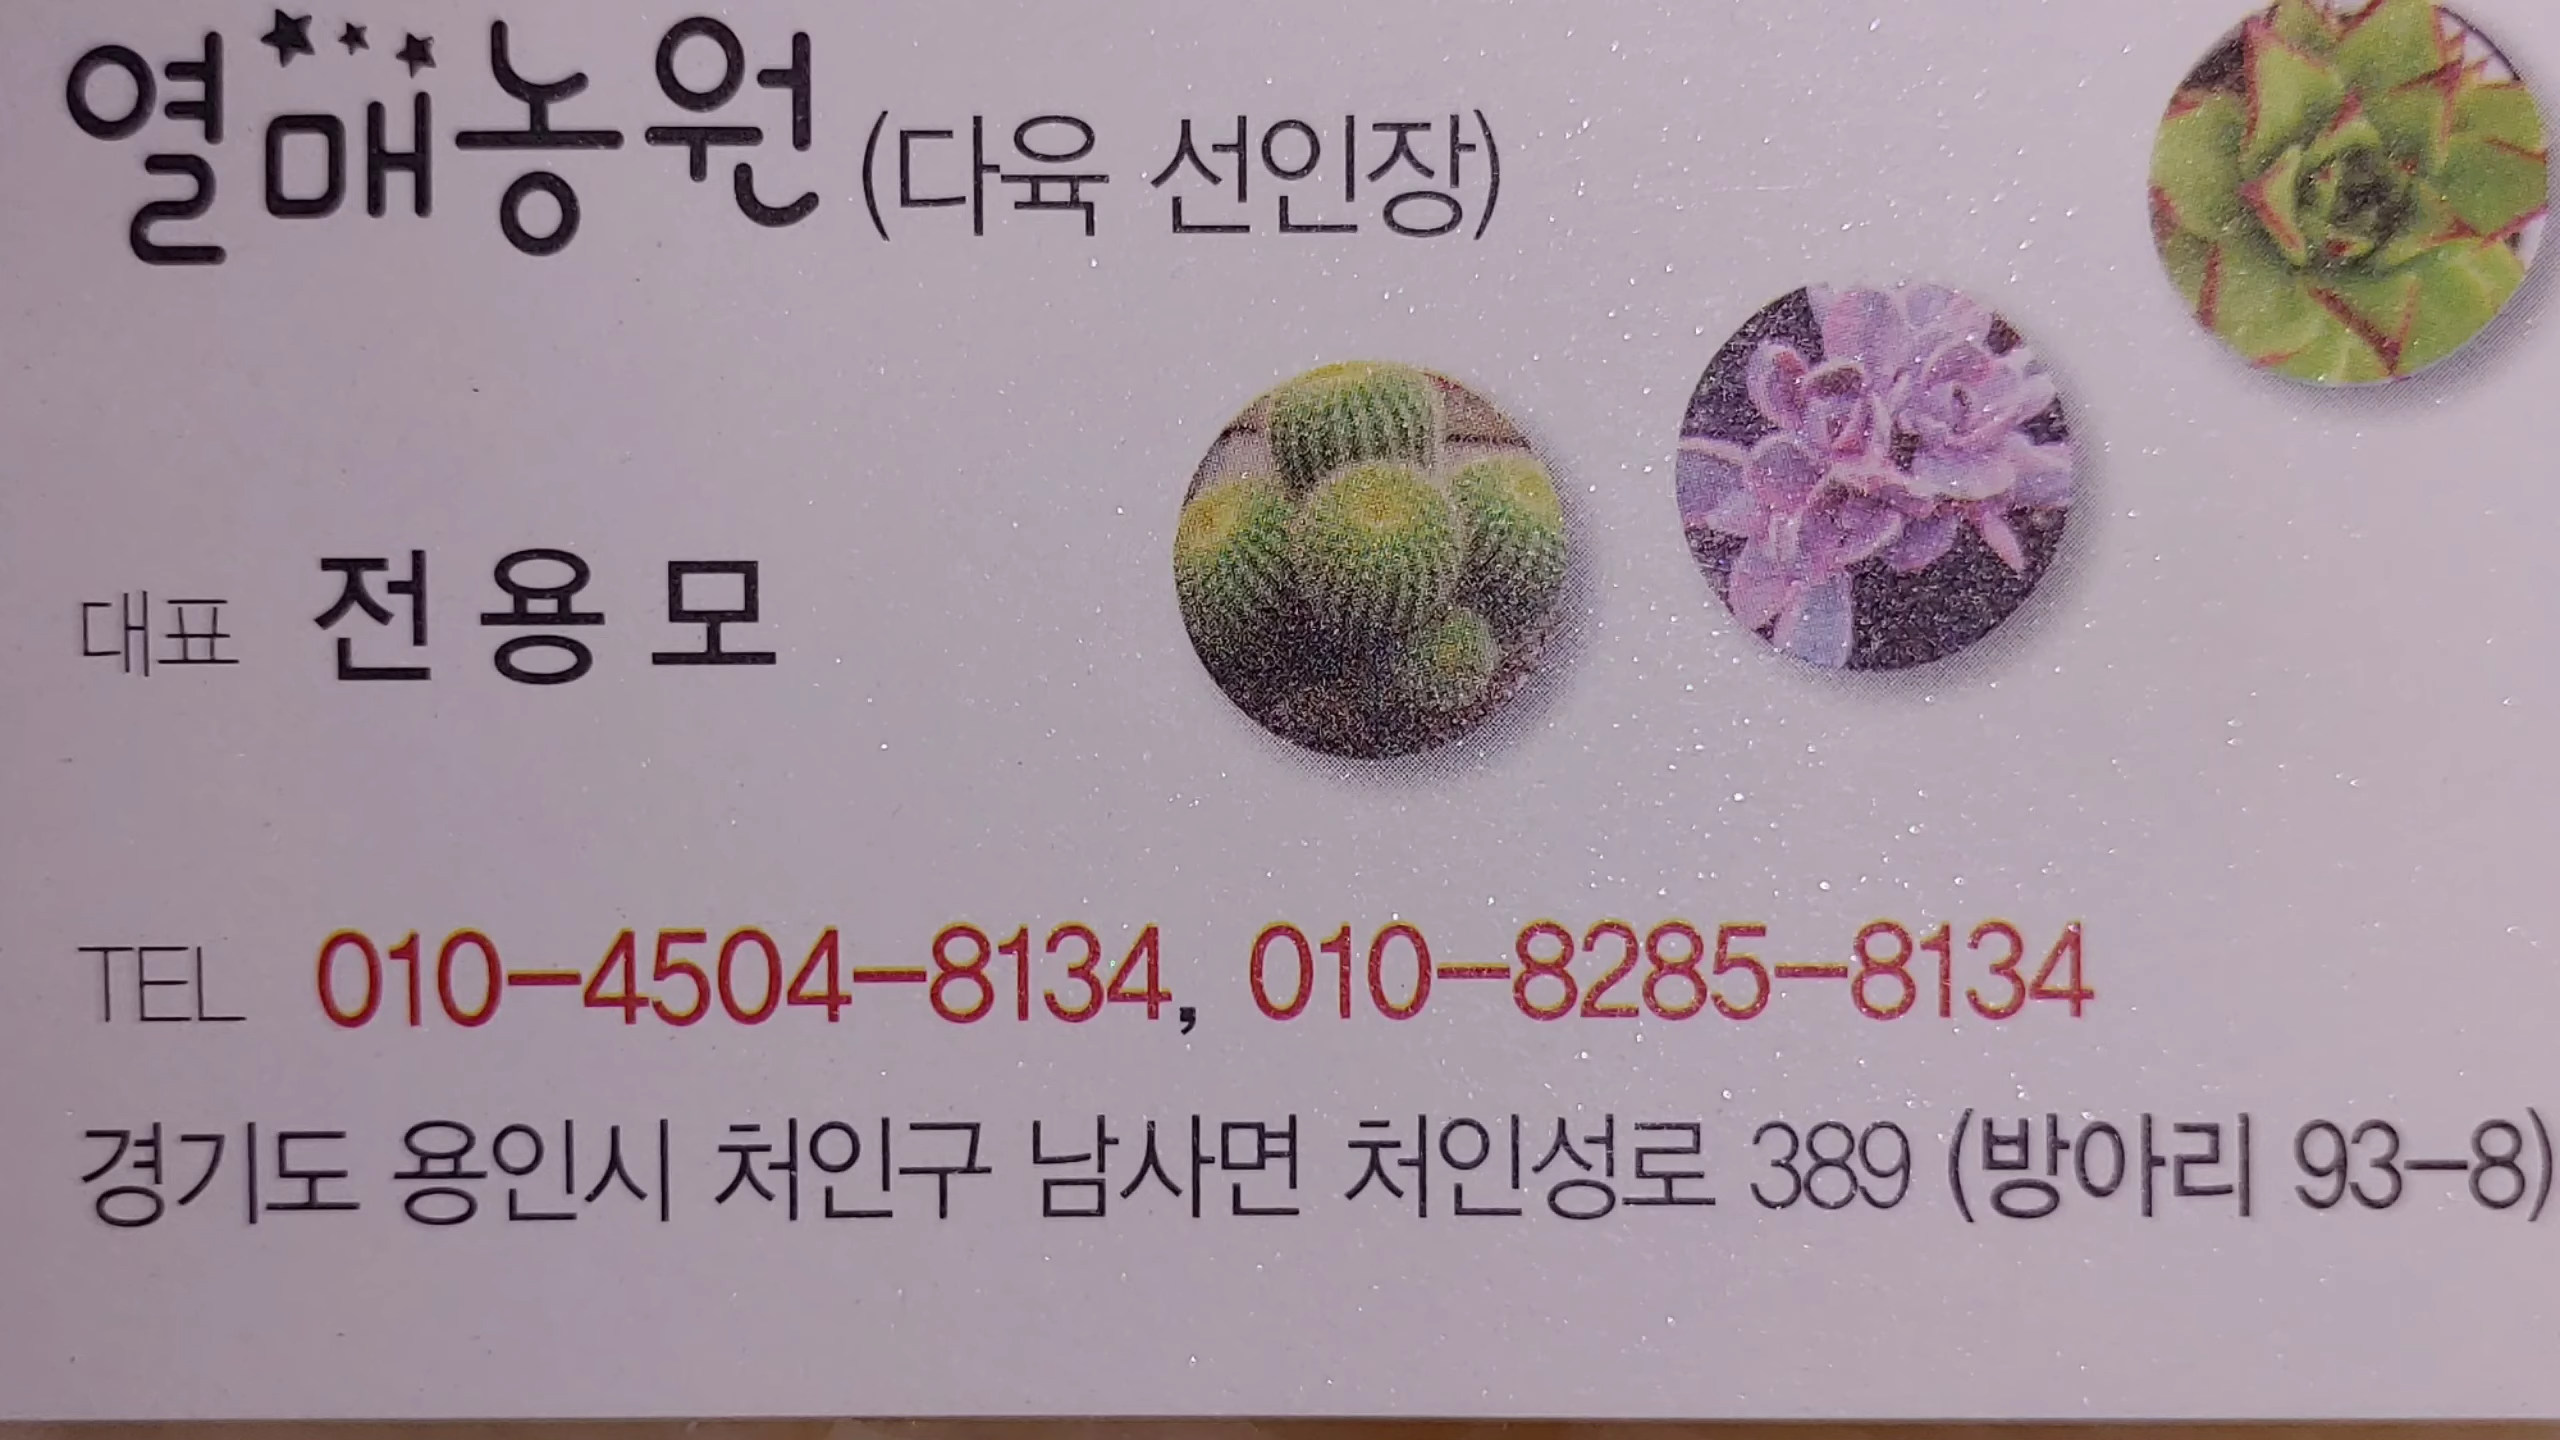 열매농원 (다육 선인장)
대표 전용모
TEL 010-4504-8134, 010-8285-8134
경기도 용인시 처인구 남사면 처인성로 389 (방아리 93-8)